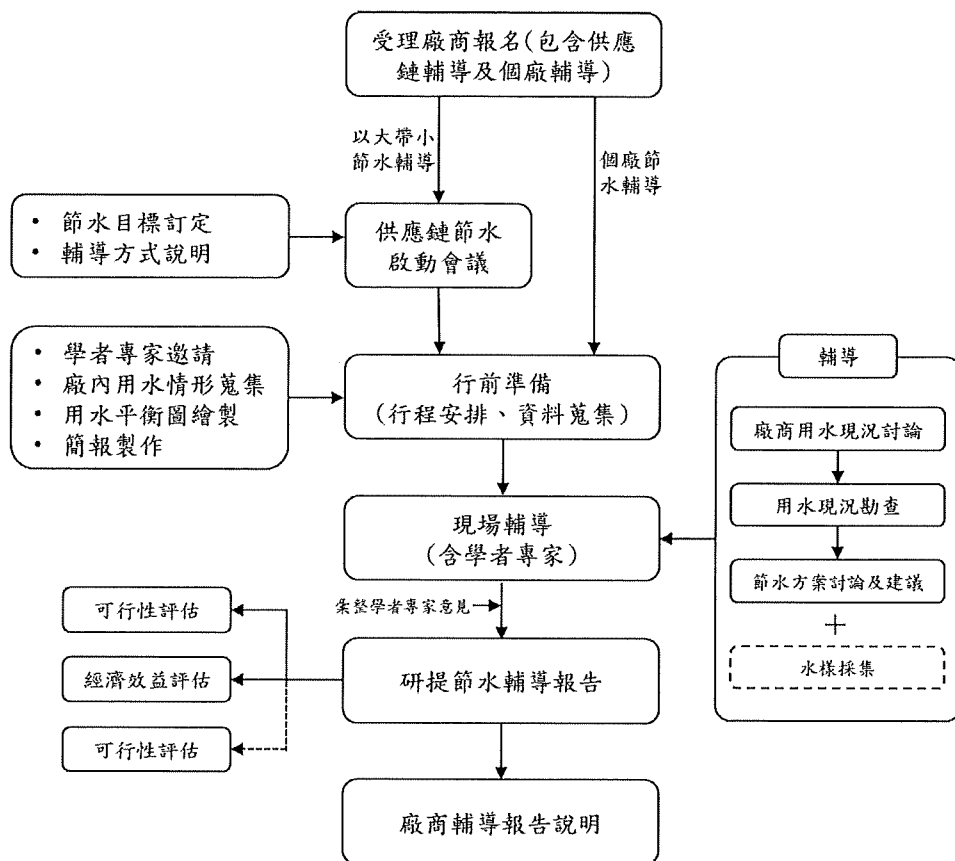 受理廠商報名(包含供應
鏈輔導及個廠輔導)
以大帶小
節水輔導
個廠節
水輔導
• 節水目標訂定
• 輔導方式說明
供應鏈節水
啟動會議
• 學者專家邀請
• 廠內用水情形蒐集
• 用水平衡圖繪製
• 簡報製作
行前準備
(行程安排、資料蒐集)
輔導
廠商用水現況討論
用水現況勘查
節水方案討論及建議
+
水樣採集
現場輔導
(含學者專家)
彙整學者專家意見
可行性評估
經濟效益評估
可行性評估
研提節水輔導報告
廠商輔導報告說明